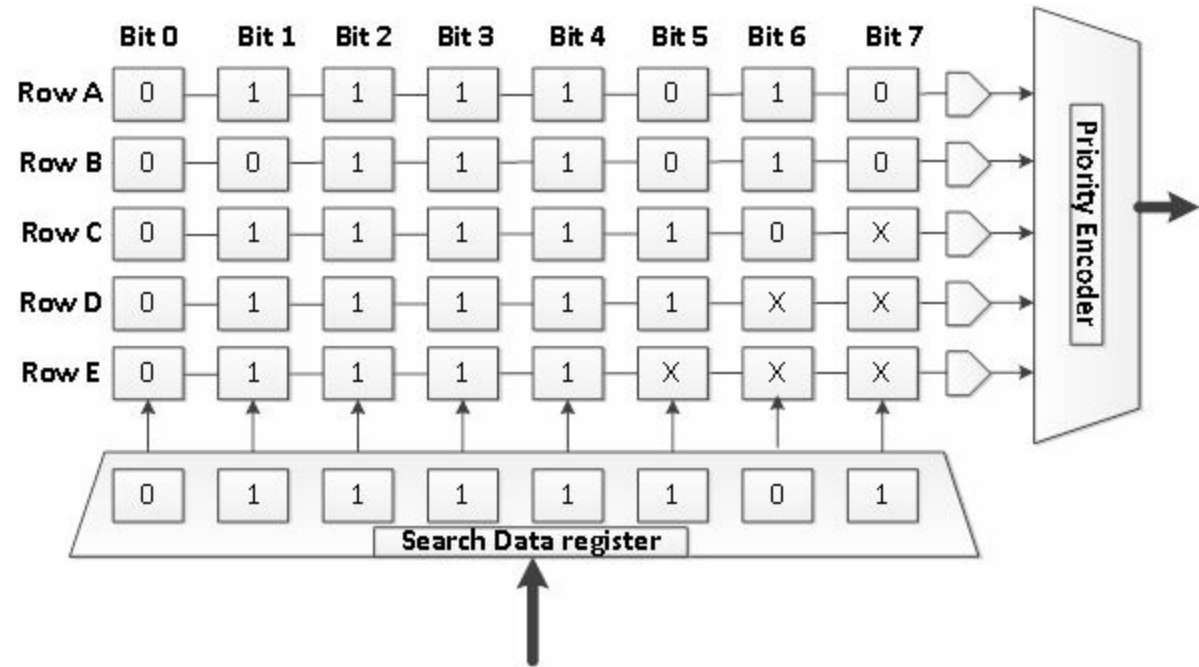 Bit 0 Bit 1 Bit 2 Bit 3 Bit 4 Bit 5 Bit 6 Bit 7
Row A 0 1 1 1 1 0 1 0
Row B 0 0 1 1 1 0 1 0
Row C 0 1 1 1 1 1 0 X
Row D 0 1 1 1 1 1 X X
Row E 0 1 1 1 1 X X X
Priority Encoder
0 1 1 1 1 1 0 1
Search Data register